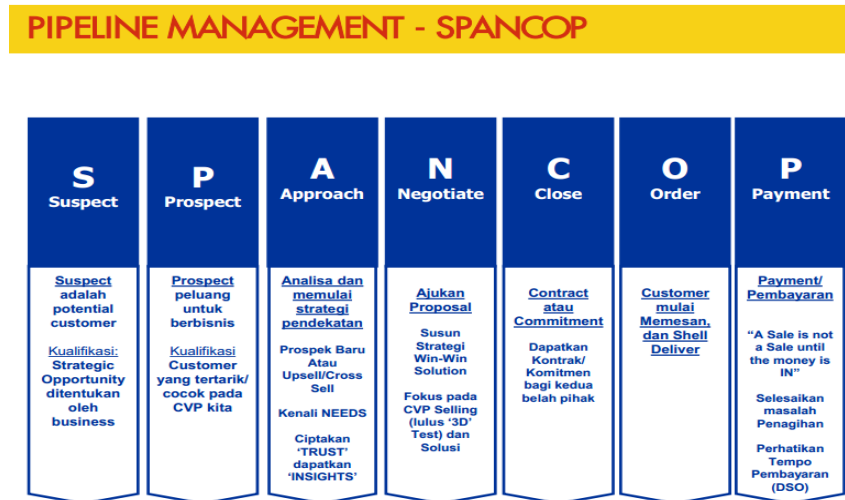 PIPELINE MANAGEMENT - SPANCOP
S
Suspect
P
Prospect
A
Approach
N
Negotiate
C
Close
O
Order
P
Payment
Suspect
adalah
potential
customer
Kualifikasi:
Strategic
Opportunity
ditentukan
oleh
business
Prospect
peluang
untuk
berbisnis
Kualifikasi
Customer
yang tertarik/
cocok pada
CVP kita
Analisa dan
memulai
strategi
pendekatan
Prospek Baru
Atau
Upsell/Cross
Sell
Kenali NEEDS
Ciptakan
‘TRUST’
dapatkan
‘INSIGHTS’
Ajukan
Proposal
Susun
Strategi
Win-Win
Solution
Fokus pada
CVP Selling
(lulus ‘3D’
Test) dan
Solusi
Contract
atau
Commitment
Dapatkan
Kontrak/
Komitmen
bagi kedua
belah pihak
Customer
mulai
Memesan,
dan Shell
Deliver
Payment/
Pembayaran
“A Sale is not
a Sale until
the money is
IN”
Selesaikan
masalah
Penagihan
Perhatikan
Tempo
Pembayaran
(DSO)